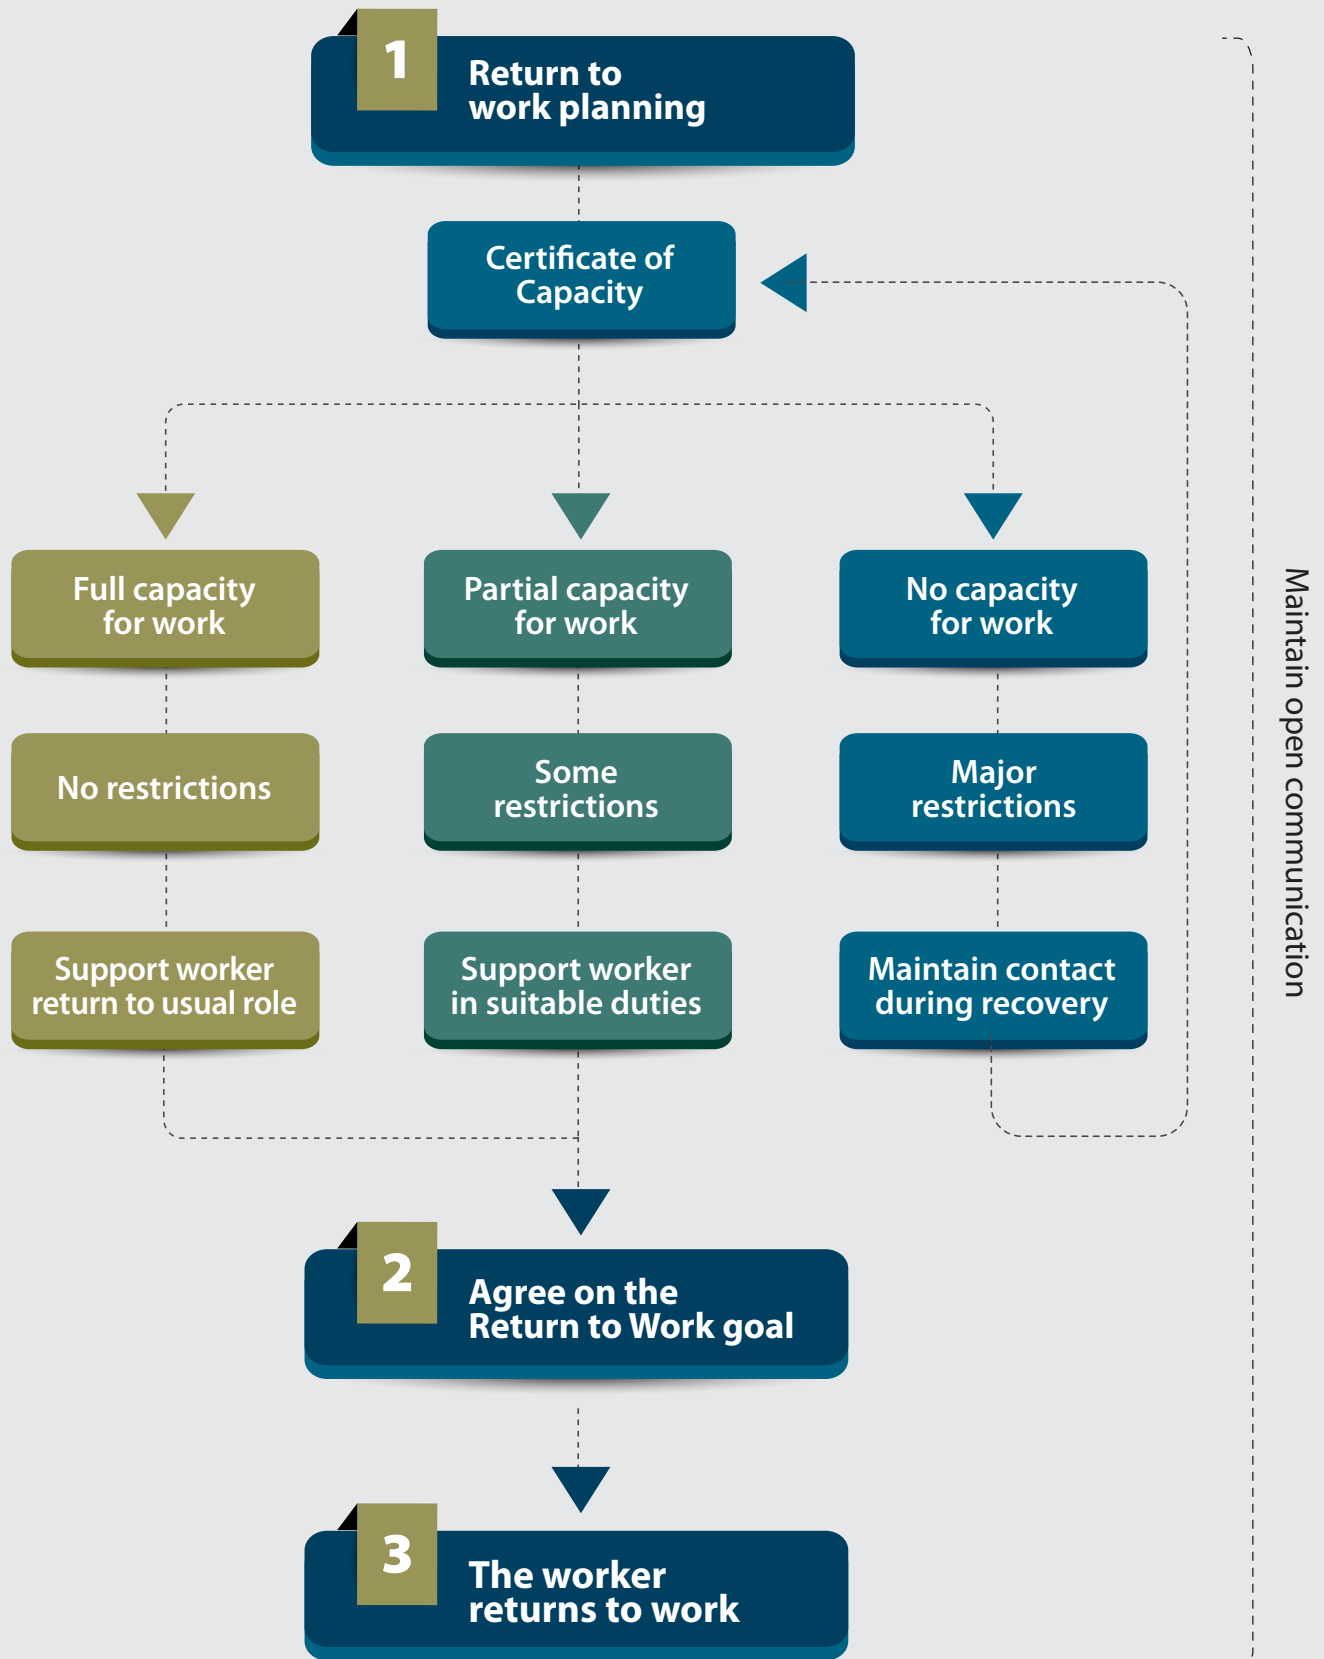 1
Return to
work planning
Certificate of
Capacity
Full capacity
for work
Partial capacity
for work
No capacity
for work
No restrictions
Some
restrictions
Major
restrictions
Support worker
return to usual role
Support worker
in suitable duties
Maintain contact
during recovery
2
Agree on the
Return to Work goal
3
The worker
returns to work
Maintain open communication